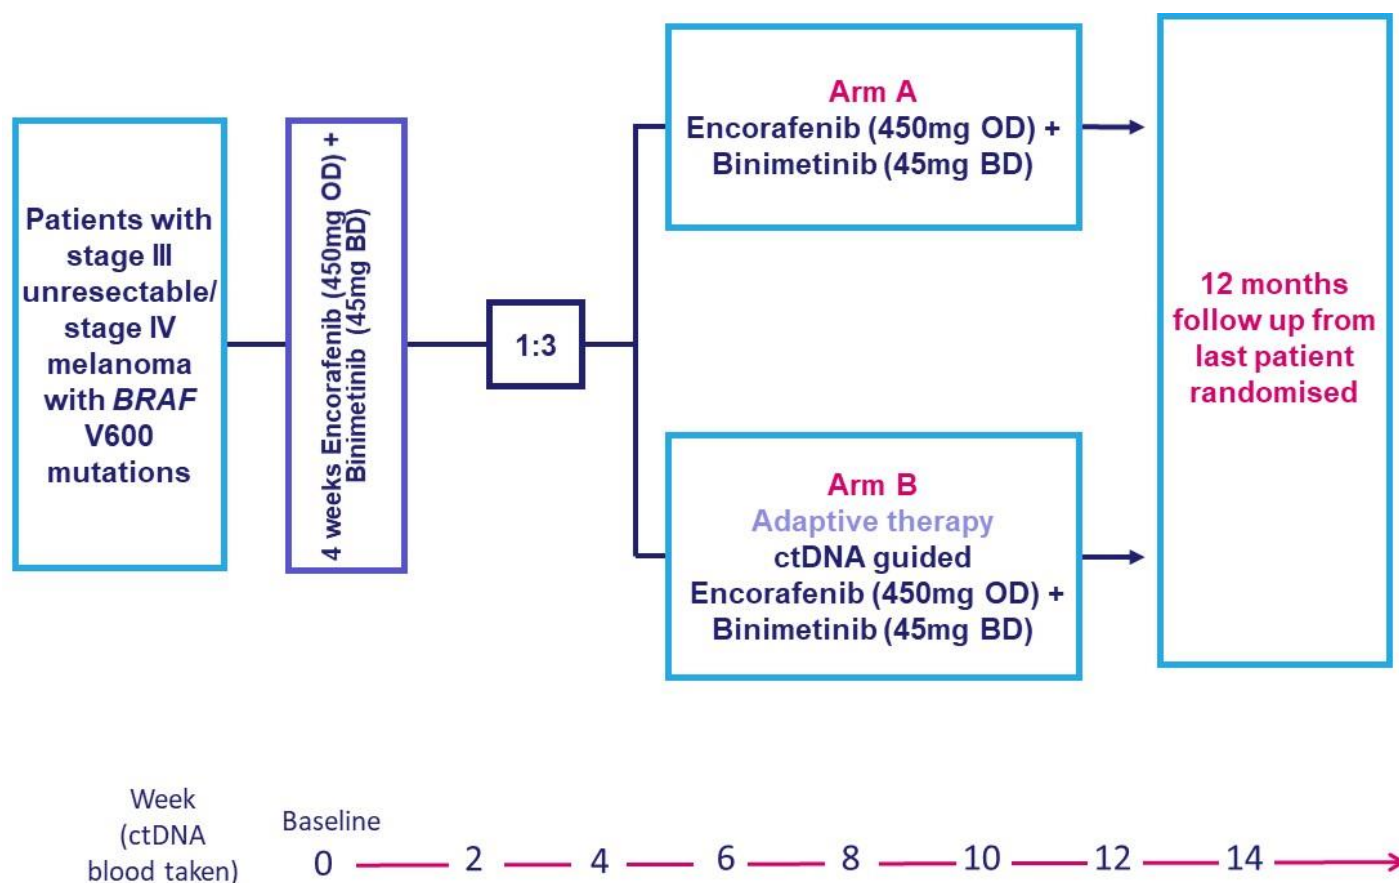 Patients with
stage III
unresectable/
stage IV
melanoma
with BRAF
V600
mutations
4 weeks Encorafenib (450mg OD) +
Binimetinib (45mg BD)
1:3
Arm A
Encorafenib (450mg OD) +
Binimetinib (45mg BD)
Arm B
Adaptive therapy
ctDNA guided
Encorafenib (450mg OD) +
Binimetinib (45mg BD)
12 months
follow up from
last patient
randomised
Week
(ctDNA
blood taken)
Baseline
0 2 4 6 8 10 12 14